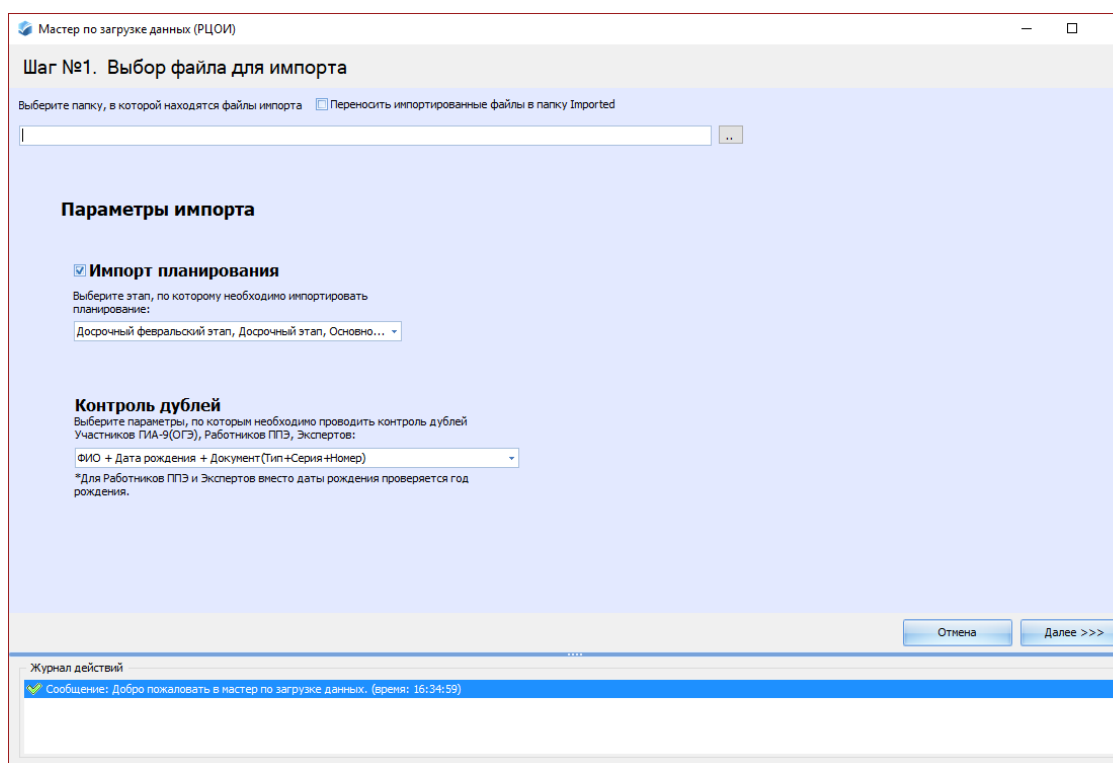 Мастер по загрузке данных (РЦОИ)
Шаг №1. Выбор файла для импорта
Выберите папку, в которой находятся файлы импорта Переносить импортированные файлы в папку Imported
..
Параметры импорта
Импорт планирования
Выберите этап, по которому необходимо импортировать
планирование:
Досрочный февральский этап, Досрочный этап, Основно...
Контроль дублей
Выберите параметры, по которым необходимо проводить контроль дублей
Участников ГИА-9(ОГЭ), Работников ППЭ, Экспертов:
ФИО + Дата рождения + Документ(Тип+Серия+Номер)
*Для Работников ППЭ и Экспертов вместо даты рождения проверяется год
рождения.
Отмена Далее >>>
Журнал действий
Сообщение: Добро пожаловать в мастер по загрузке данных. (время: 16:34:59)